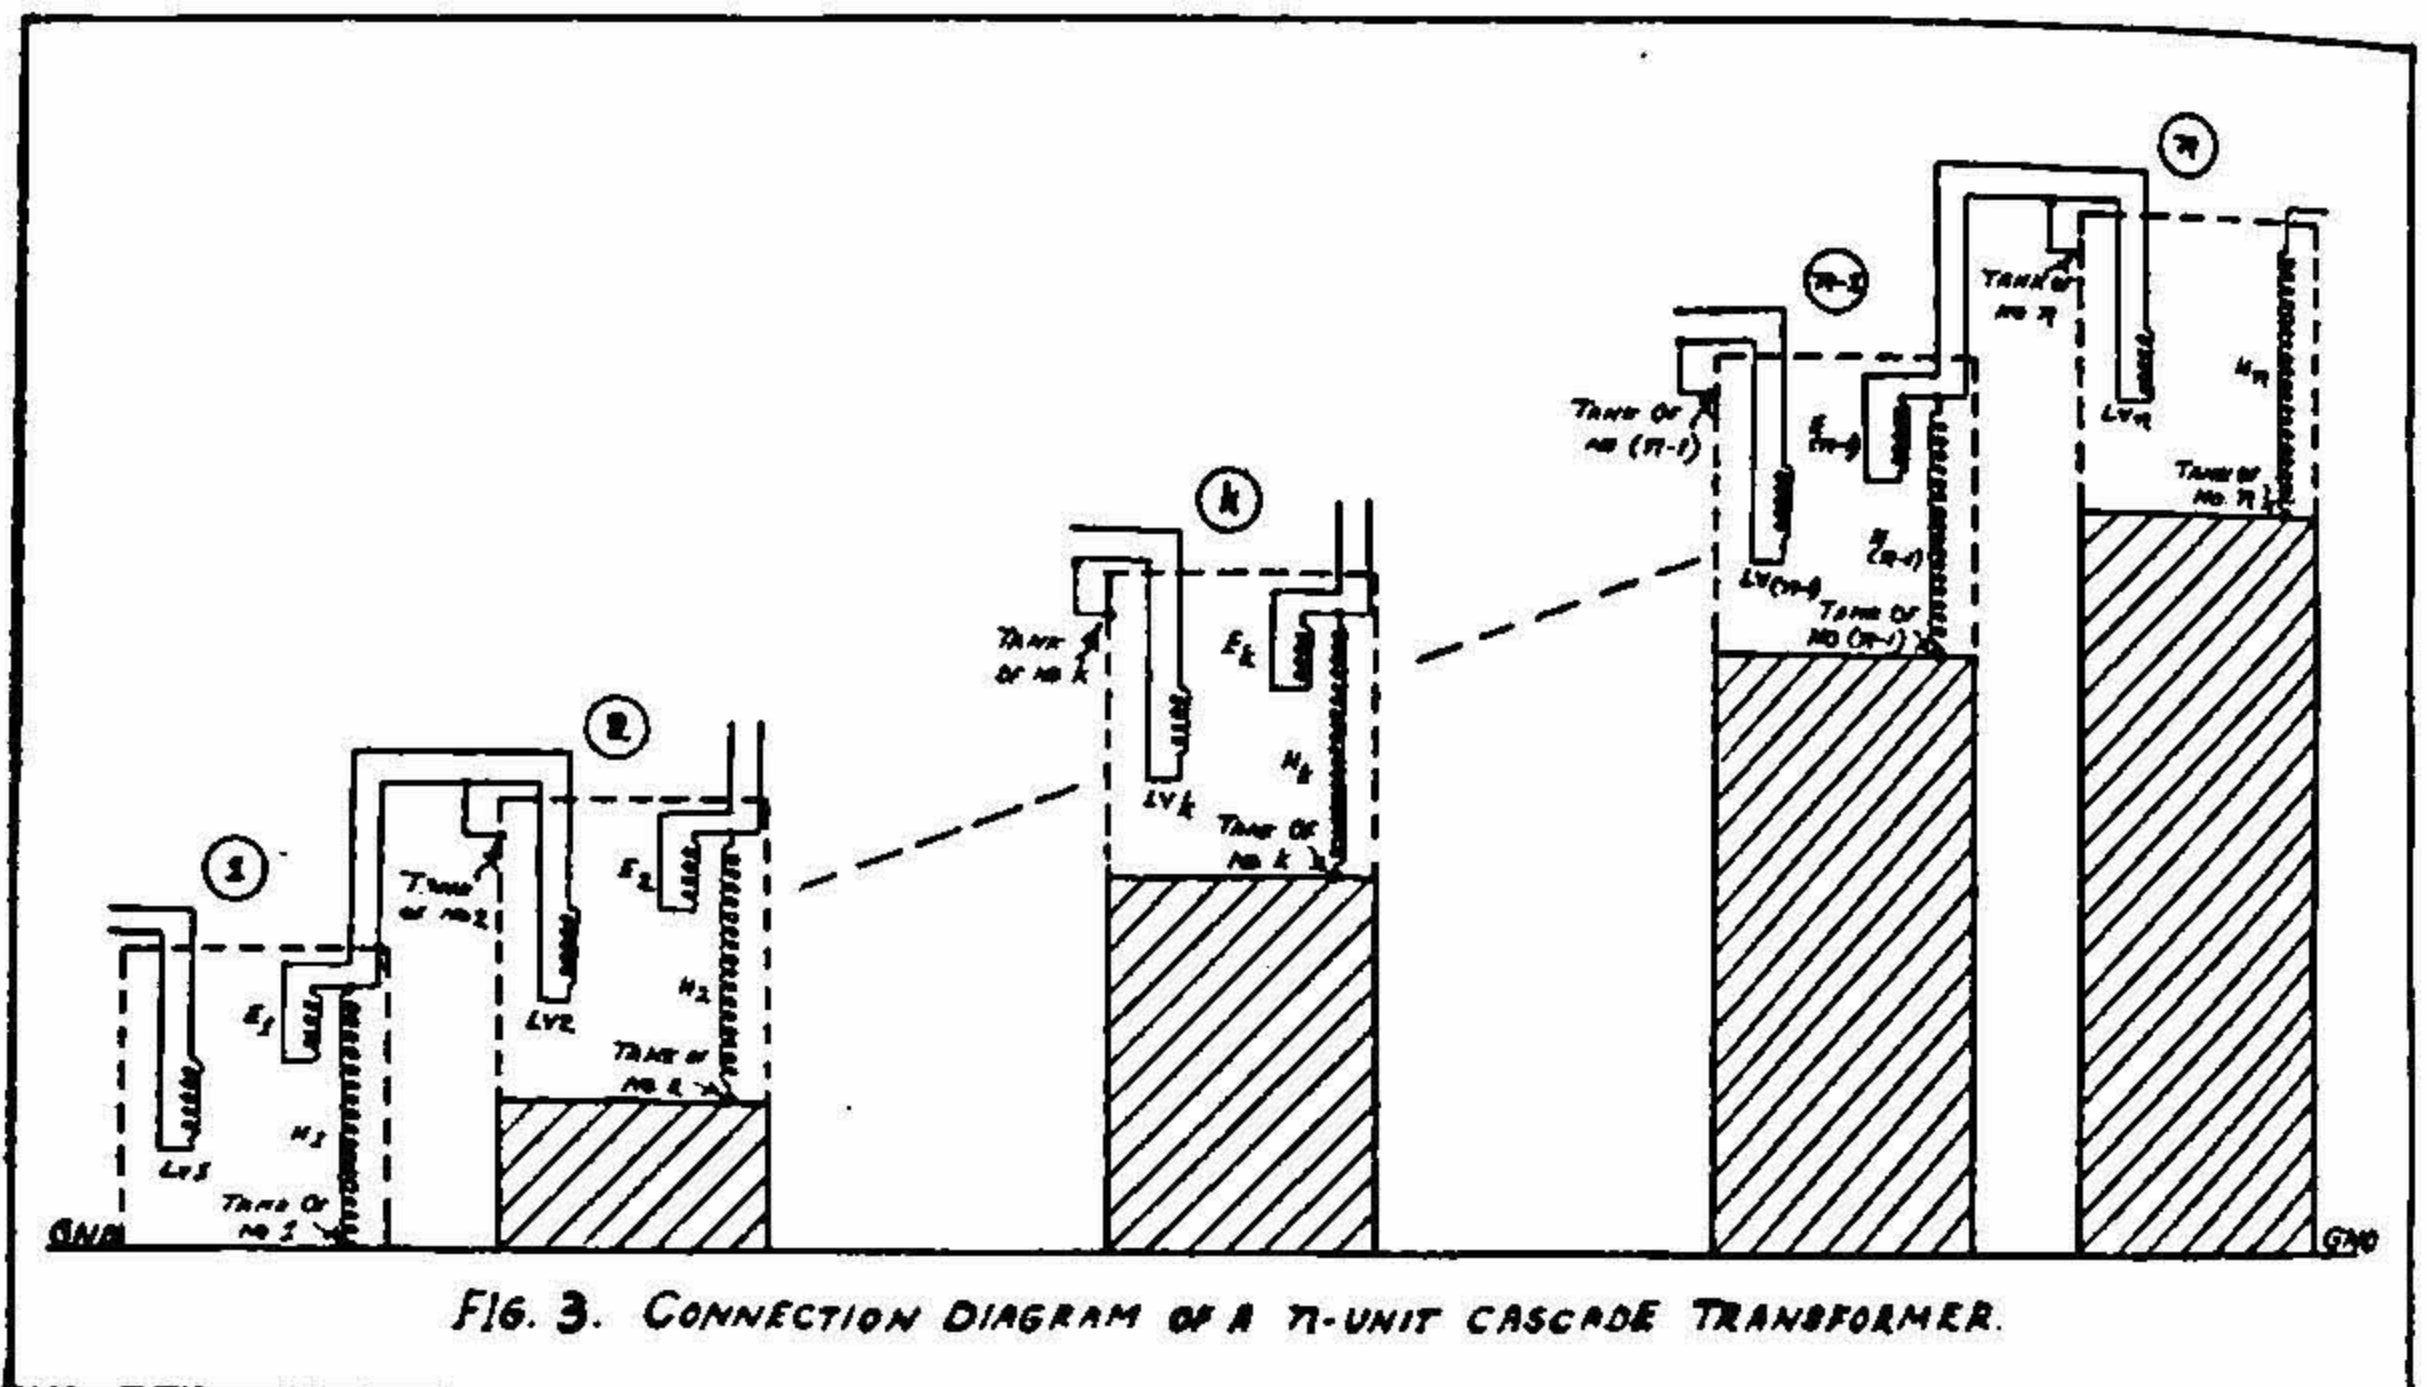 1
LV1
E1
H1
TANK OF
NO 1
GND
2
TANK
OF NO 2
LV2
E2
H2
TANK OF
NO 2
k
TANK
OF NO k
LVk
Ek
Hk
TANK OF
NO k
n-1
TANK OF
NO (n-1)
LV(n-1)
E
(n-1)
H
(n-1)
TANK OF
NO (n-1)
n
TANK OF
NO n
LVn
Hn
TANK OF
NO n
GND
FIG. 3. CONNECTION DIAGRAM OF A n-UNIT CASCADE TRANSFORMER.